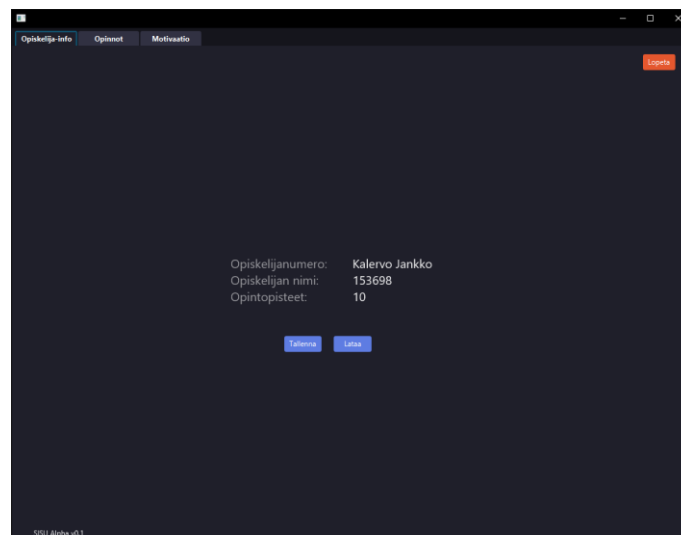 Opiskelija-info Opinnot Motivaatio
Lopeta
Opiskelijanumero: Kalervo Jankko
Opiskelijan nimi: 153698
Opintopisteet: 10
Tallenna Lataa
SISU Alpha v0.1